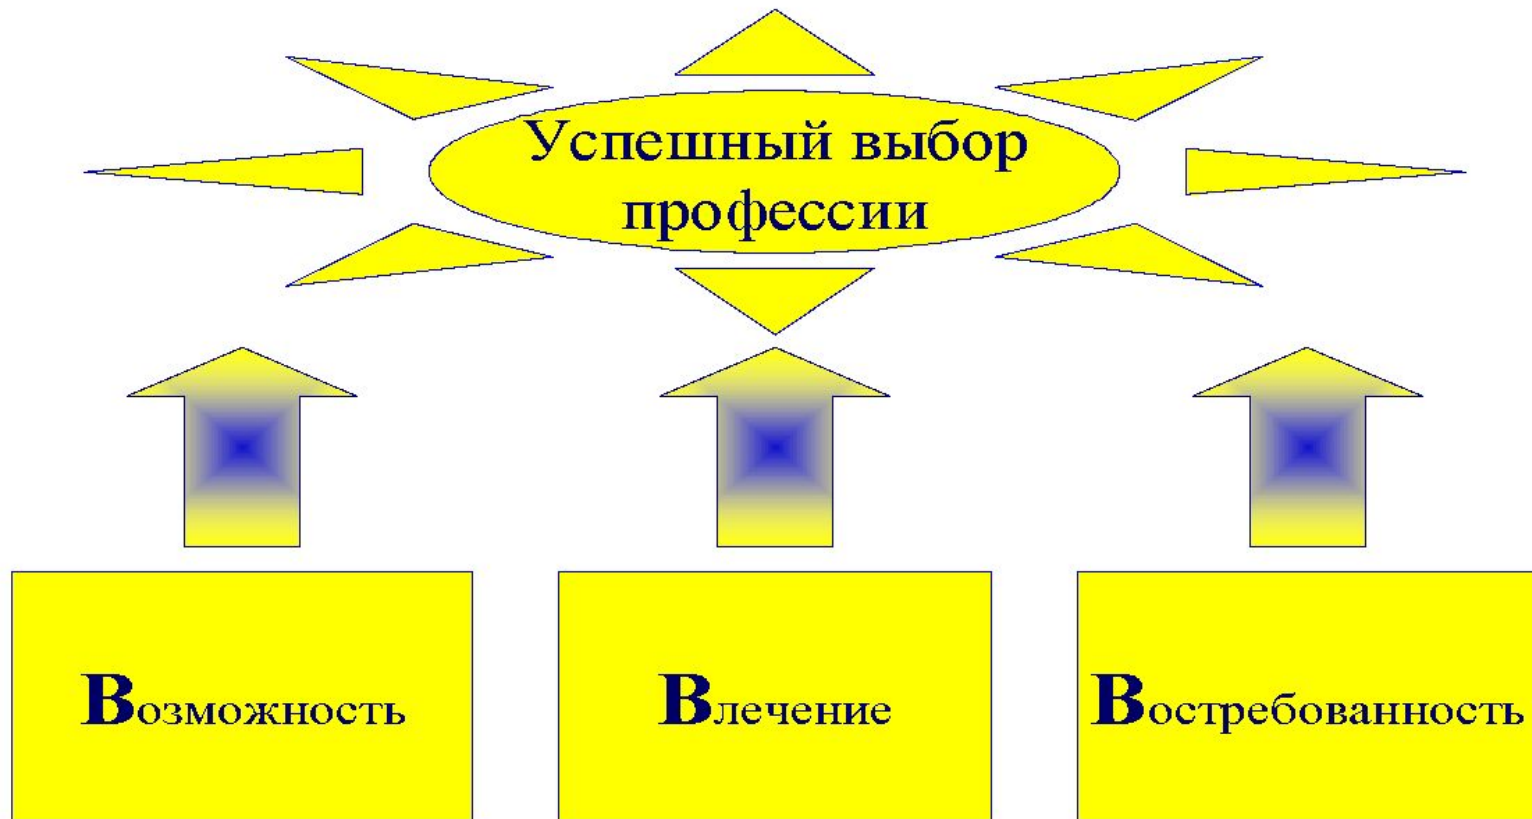 Успешный выбор
профессии
Возможность
Влечение
Востребованность